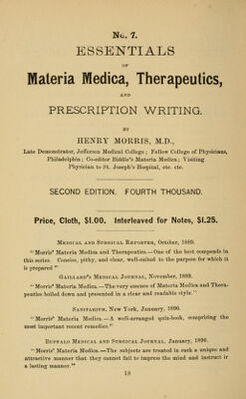 No. 7.
ESSENTIALS
OF
Materia Medica, Therapeutics,
AND
PRESCRIPTION WRITING.
BY
HENRY MORRIS, M.D.,
Late Demonstrator, Jefferson Medical College; Fellow College of Physicians,
Philadelphia; Co-editor Biddle's Materia Medica; Visiting
Physician to St. Joseph's Hospital, etc. etc.
SECOND EDITION. FOURTH THOUSAND.
Price, Cloth, $1.00. Interleaved for Notes, $1.25.
MEDICAL AND SURGICAL REPORTER, October, 1889.
"Morris' Materia Medica and Therapeutics.—One of the best compends in
this series. Concise, pithy, and clear, well-suited to the purpose for which it
is prepared."
GAILLARD'S MEDICAL JOURNAL, November, 1889.
"Morris' Materia Medica.—The very essence of Materia Medica and Thera-
peutics boiled down and presented in a clear and readable style."
SANITARIUM, New York, January, 1890.
"Morris' Materia Medica.—A well-arranged quiz-book, comprising the
most important recent remedies."
BUFFALO MEDICAL AND SURGICAL JOURNAL, January, 1890.
"Morris' Materia Medica.—The subjects are treated in such a unique and
attractive manner that they cannot fail to impress the mind and instruct in
a lasting manner."
18